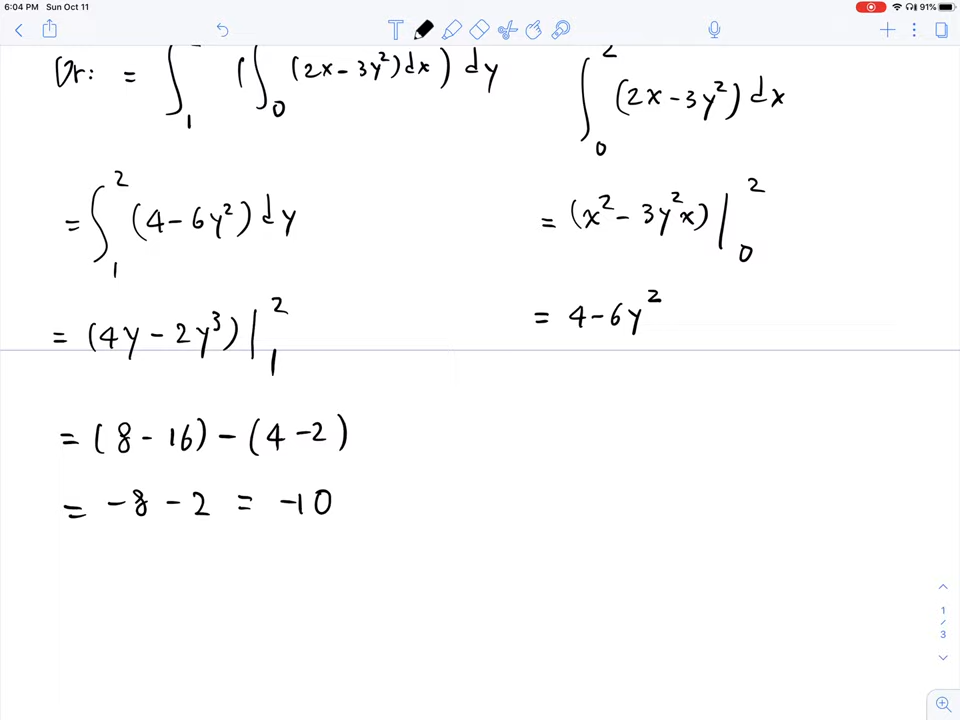 6:04 PM Sun Oct 11 91%
T
Or: = ∫₁ (∫₀ (2x – 3y²) dx) dy
∫₀² (2x – 3y²) dx
= ∫₁² (4 – 6y²) dy
= (x² – 3y²x) |₀²
= (4y – 2y³) |₁²
= 4 – 6y²
= (8 – 16) – (4 – 2)
= –8 – 2 = –10
1
/
3